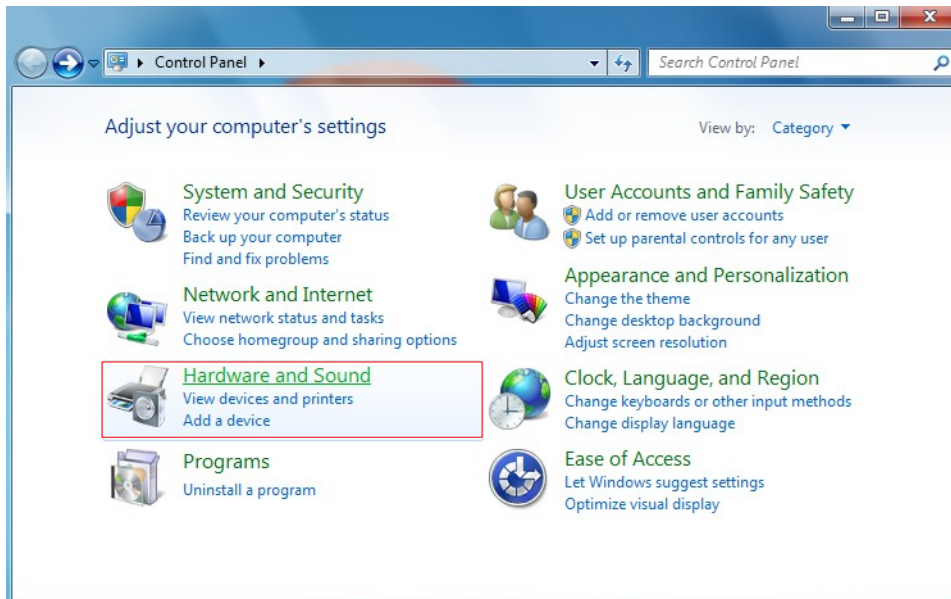 Control Panel
Search Control Panel
Adjust your computer's settings
View by: Category
System and Security
Review your computer's status
Back up your computer
Find and fix problems
Network and Internet
View network status and tasks
Choose homegroup and sharing options
Hardware and Sound
View devices and printers
Add a device
Programs
Uninstall a program
User Accounts and Family Safety
Add or remove user accounts
Set up parental controls for any user
Appearance and Personalization
Change the theme
Change desktop background
Adjust screen resolution
Clock, Language, and Region
Change keyboards or other input methods
Change display language
Ease of Access
Let Windows suggest settings
Optimize visual display